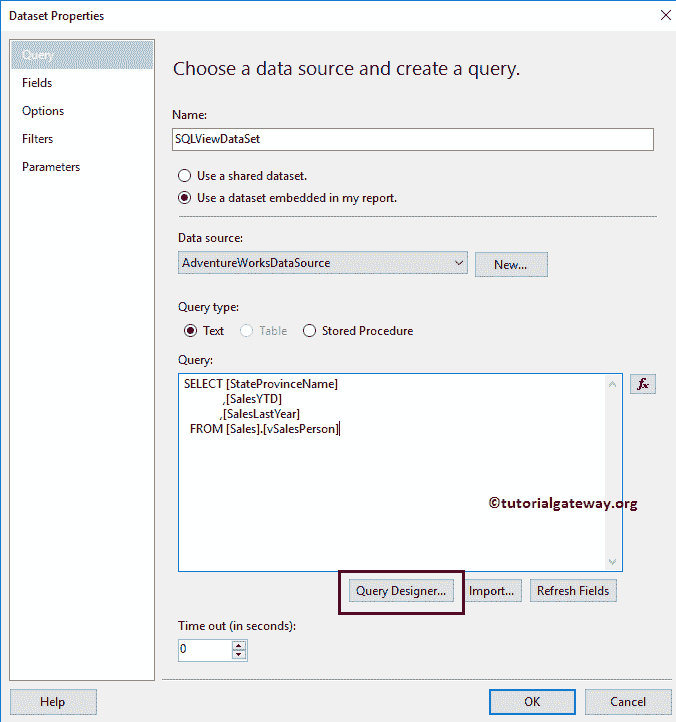 Dataset Properties
Query
Fields
Options
Filters
Parameters
Choose a data source and create a query.
Name:
SQLViewDataSet
Use a shared dataset.
Use a dataset embedded in my report.
Data source:
AdventureWorksDataSource
New...
Query type:
Text Table Stored Procedure
Query:
SELECT [StateProvinceName]
,[SalesYTD]
,[SalesLastYear]
FROM [Sales].[vSalesPerson]
fx
©tutorialgateway.org
Query Designer... Import... Refresh Fields
Time out (in seconds):
0
Help OK Cancel